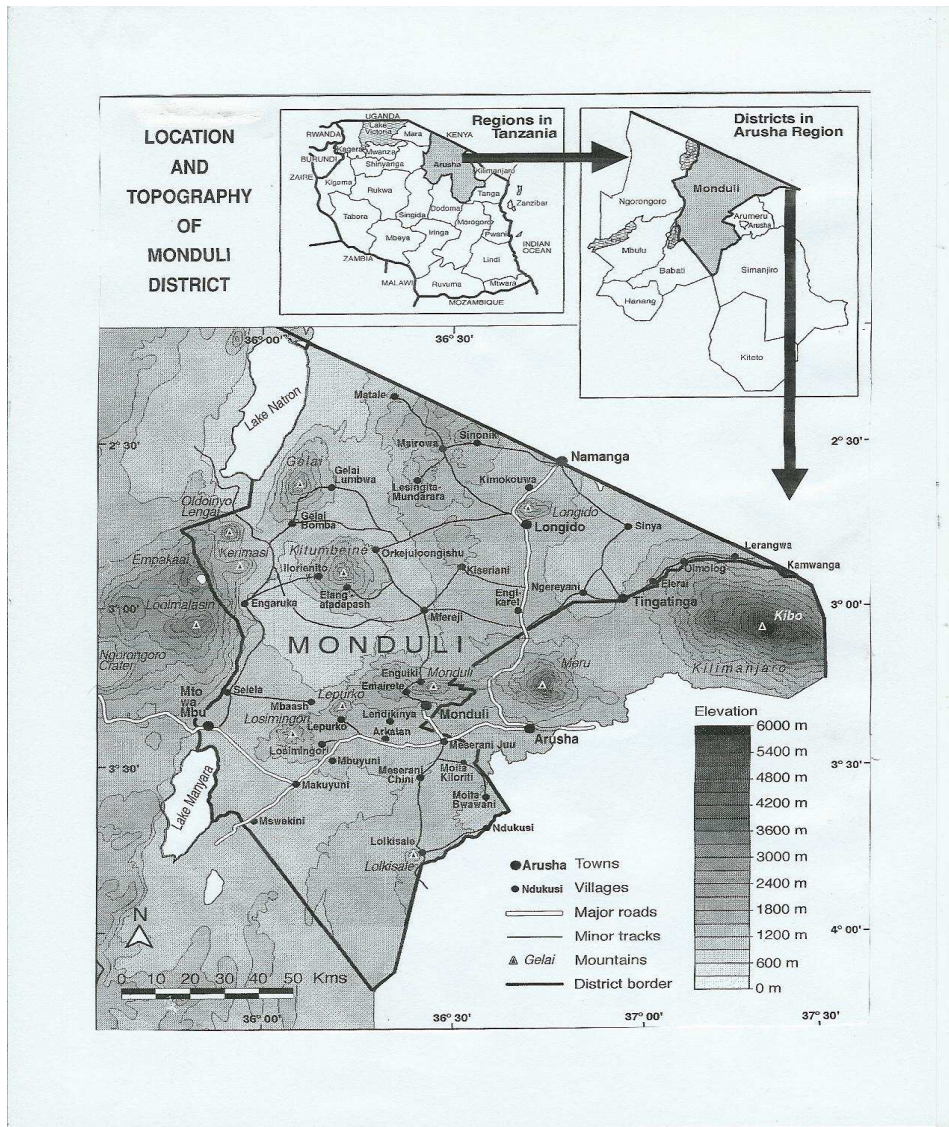 LOCATION
AND
TOPOGRAPHY
OF
MONDULI
DISTRICT
Regions in
Tanzania
UGANDA
Lake
Victoria
Mara
KENYA
RWANDA
Kagera
Mwanza
BURUNDI
Shinyanga
Arusha
Kilimanjaro
ZAIRE
Kigoma
Rukwa
Tanga
Zanzibar
Dodoma
Tabora
Singida
Morogoro
Mbeya
Iringa
Pwani
INDIAN
OCEAN
ZAMBIA
Lindi
MALAWI
Ruvuma
Mtwara
MOZAMBIQUE
Districts in
Arusha Region
Monduli
Ngorongoro
Arumeru
Arusha
Mbulu
Babati
Simanjiro
Hanang
Kiteto
36° 00'
36° 30'
Lake Natron
Matale
2° 30'
Mairowa
Sinonik
2° 30'
Namanga
Gelai
Gelai
Lumbwa
Lesingita-
Mundarara
Kimokouwa
Oldoinyo
Lengai
Gelai
Bomba
Longido
Longido
Sinya
Lerangwa
Empakaai
Kerimasi
Kitumbeine
Orkejuloongishu
Kamwanga
Olmolog
Ilorienito
Kiseriani
Elerai
Loolmalasin
Elang'-
atadapash
Ngereyani
Engi-
karet
Engaruka
3° 00'
Tingatinga
3° 00'
Mfereji
Kibo
MONDULI
Ngorongoro
Crater
Meru
Kilimanjaro
Enguiki
Monduli
Emairete
Mto
wa
Mbu
Selela
Lepurko
Mbaash
Losimingori
Lepurko
Lendikinya
Monduli
Arkatan
Arusha
Losimingori
Meserani Juu
3° 30'
Mbuyuni
Meserani
Chini
Moita
Kiloriti
3° 30'
Makuyuni
Lake Manyara
Moita
Bwawani
Mswakini
Ndukusi
Lolkisale
Lolkisale
Elevation
6000 m
5400 m
4800 m
4200 m
3600 m
3000 m
2400 m
1800 m
1200 m
600 m
0 m
Arusha Towns
Ndukusi Villages
Major roads
Minor tracks
Gelai Mountains
District border
4° 00'
N
0 10 20 30 40 50 Kms
36° 00'
36° 30'
37° 00'
37° 30'